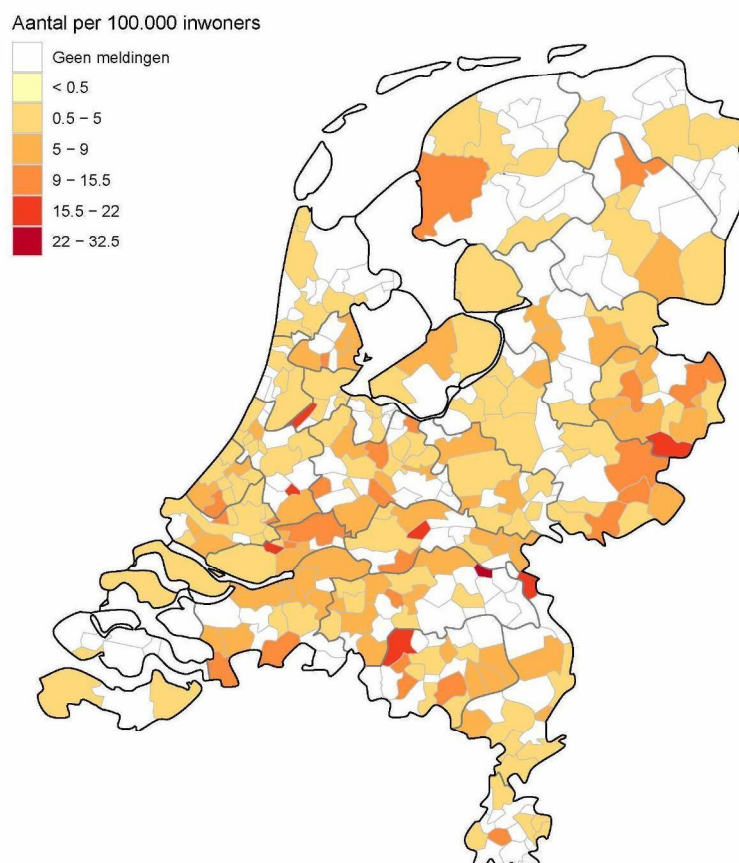 Aantal per 100.000 inwoners
Geen meldingen
< 0.5
0.5 – 5
5 – 9
9 – 15.5
15.5 – 22
22 – 32.5